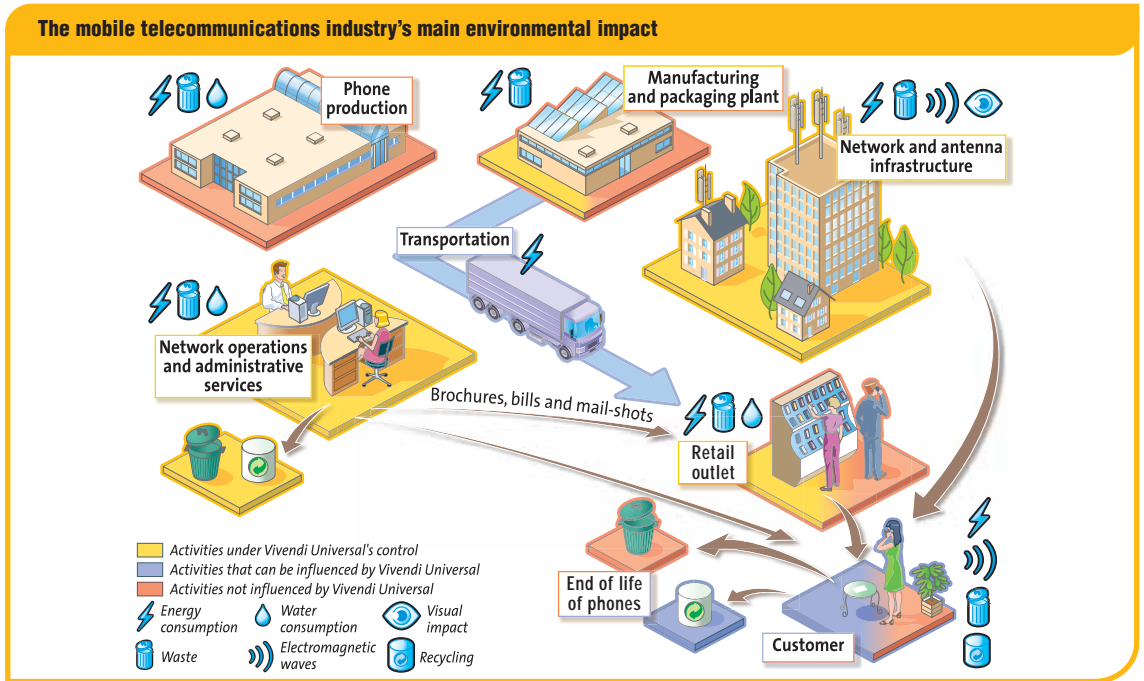 The mobile telecommunications industry's main environmental impact
Phone
production
Manufacturing
and packaging plant
Network and antenna
infrastructure
Transportation
Network operations
and administrative
services
Brochures, bills and mail-shots
Retail
outlet
End of life
of phones
Customer
Activities under Vivendi Universal's control
Activities that can be influenced by Vivendi Universal
Activities not influenced by Vivendi Universal
Energy
consumption
Water
consumption
Visual
impact
Waste
Electromagnetic
waves
Recycling